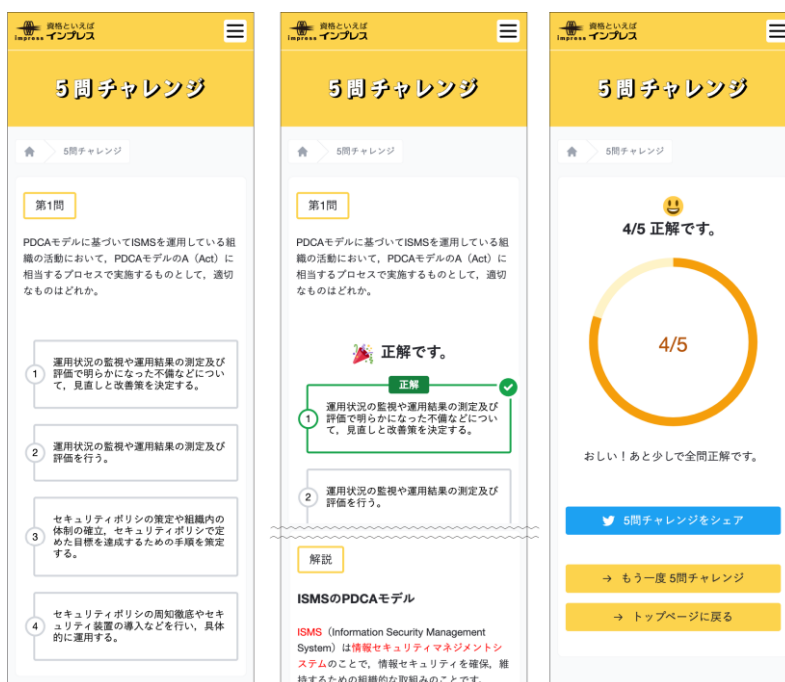 資格といえば
Impress インプレス
5問チャレンジ
5問チャレンジ
第1問
PDCAモデルに基づいてISMSを運用している組
織の活動において，PDCAモデルのA（Act）に
相当するプロセスで実施するものとして，適切
なものはどれか。
1
運用状況の監視や運用結果の測定及び
評価で明らかになった不備などについ
て，見直しと改善策を決定する。
2
運用状況の監視や運用結果の測定及び
評価を行う。
3
セキュリティポリシの策定や組織内の
体制の確立，セキュリティポリシで定
めた目標を達成するための手順を策定
する。
4
セキュリティポリシの周知徹底やセキ
ュリティ装置の導入などを行い，具体
的に運用する。
資格といえば
Impress インプレス
5問チャレンジ
5問チャレンジ
第1問
PDCAモデルに基づいてISMSを運用している組
織の活動において，PDCAモデルのA（Act）に
相当するプロセスで実施するものとして，適切
なものはどれか。
正解です。
正解
1
運用状況の監視や運用結果の測定及び
評価で明らかになった不備などについ
て，見直しと改善策を決定する。
2
運用状況の監視や運用結果の測定及び
評価を行う。
解説
ISMSのPDCAモデル
ISMS（Information Security Management
System）は情報セキュリティマネジメントシ
ステムのことで，情報セキュリティを確保，維
持するための組織的な取組みのことです。
資格といえば
Impress インプレス
5問チャレンジ
5問チャレンジ
4/5 正解です。
4/5
おしい！あと少しで全問正解です。
5問チャレンジをシェア
→ もう一度 5問チャレンジ
→ トップページに戻る